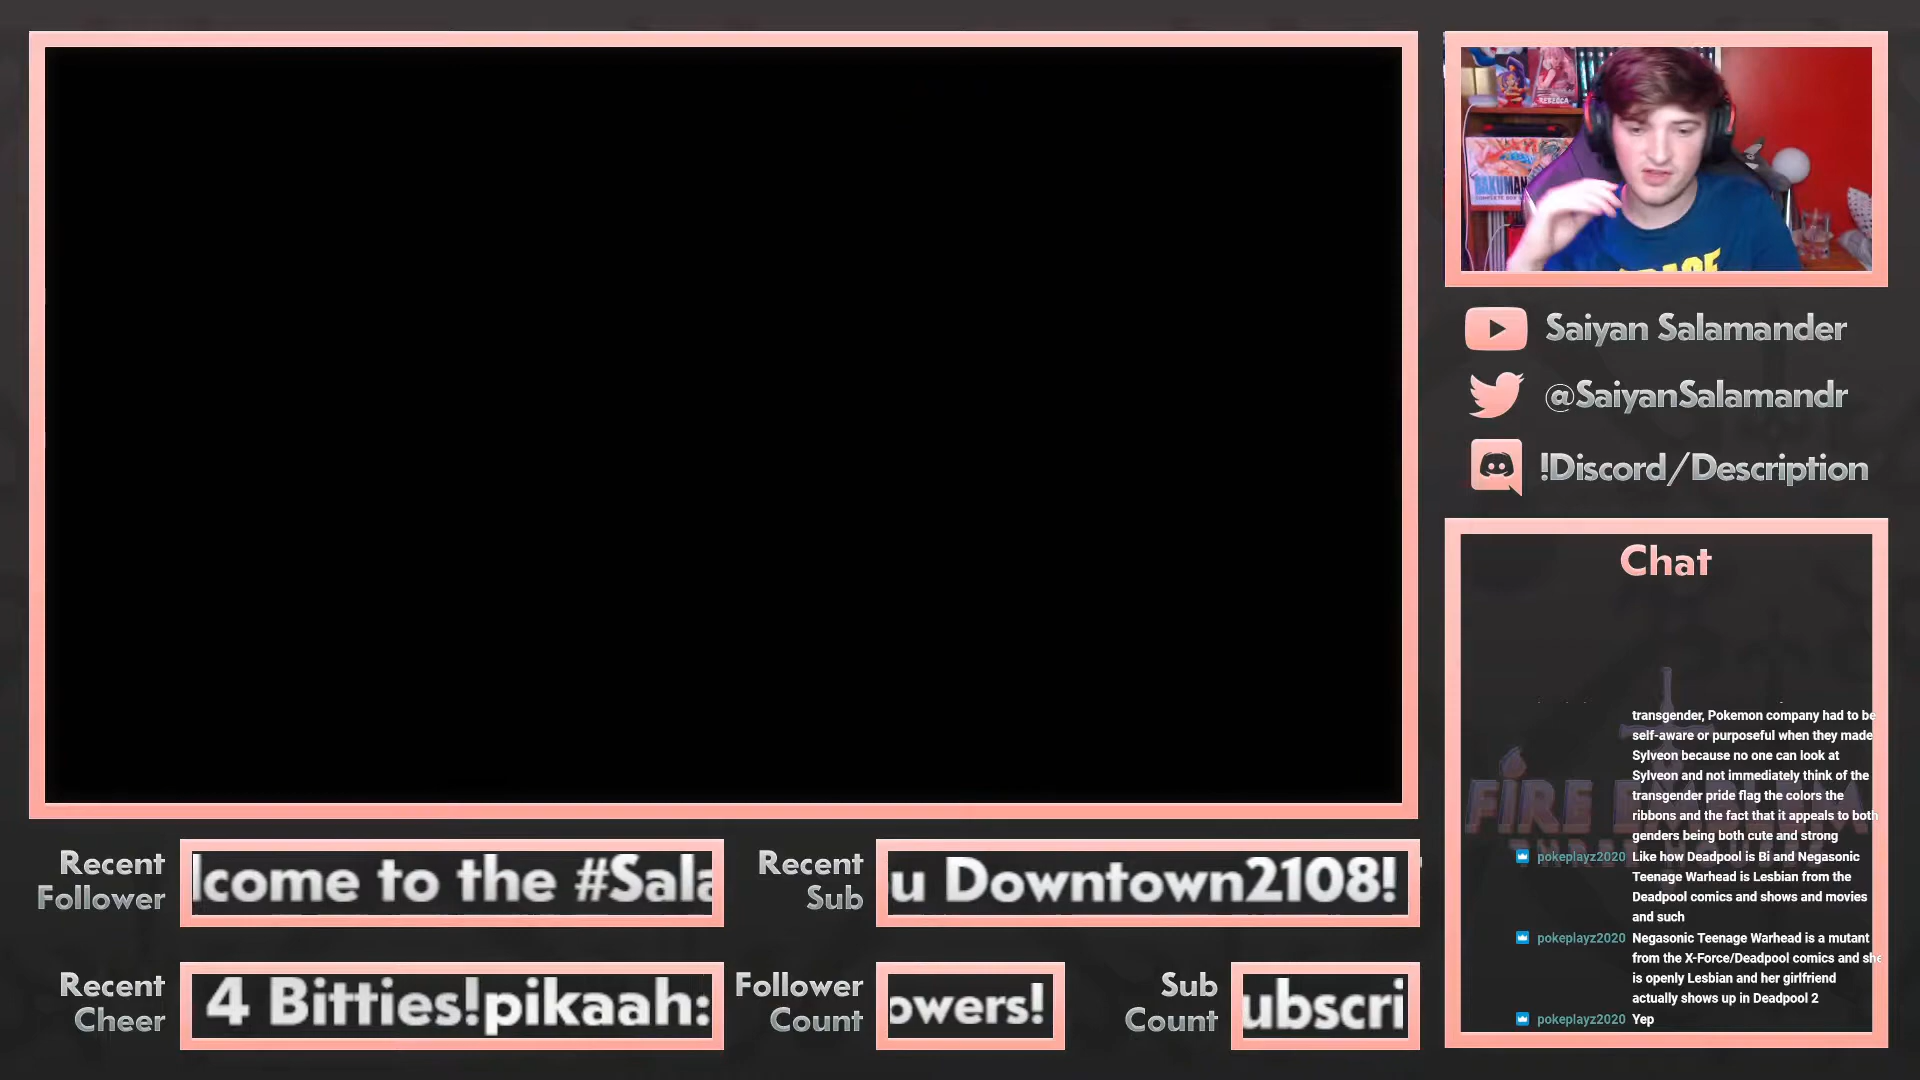 REBECCA
BAKUMAN
Saiyan Salamander
@SaiyanSalamandr
!Discord/Description
Chat
FIRE EMBLEM
THREE HOUSES
transgender, Pokemon company had to be
self-aware or purposeful when they made
Sylveon because no one can look at
Sylveon and not immediately think of the
transgender pride flag the colors the
ribbons and the fact that it appeals to both
genders being both cute and strong
pokeplayz2020 Like how Deadpool is Bi and Negasonic
Teenage Warhead is Lesbian from the
Deadpool comics and shows and movies
and such
pokeplayz2020 Negasonic Teenage Warhead is a mutant
from the X-Force/Deadpool comics and she
is openly Lesbian and her girlfriend
actually shows up in Deadpool 2
pokeplayz2020 Yep
Recent
Follower
lcome to the #Sala
Recent
Sub
u Downtown2108!
Recent
Cheer
4 Bitties!pikaah:
Follower
Count
owers!
Sub
Count
ubscri